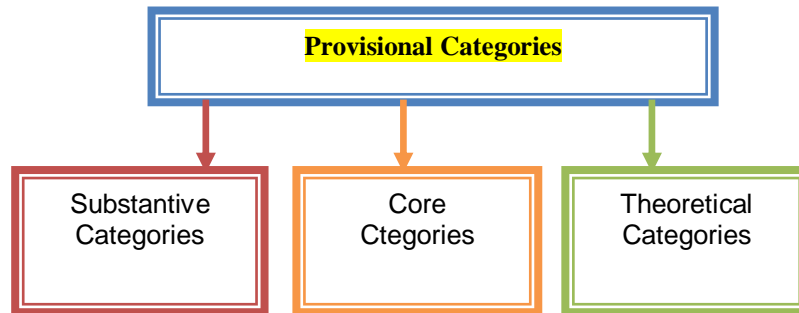 Provisional Categories
Substantive
Categories
Core
Ctegories
Theoretical
Categories